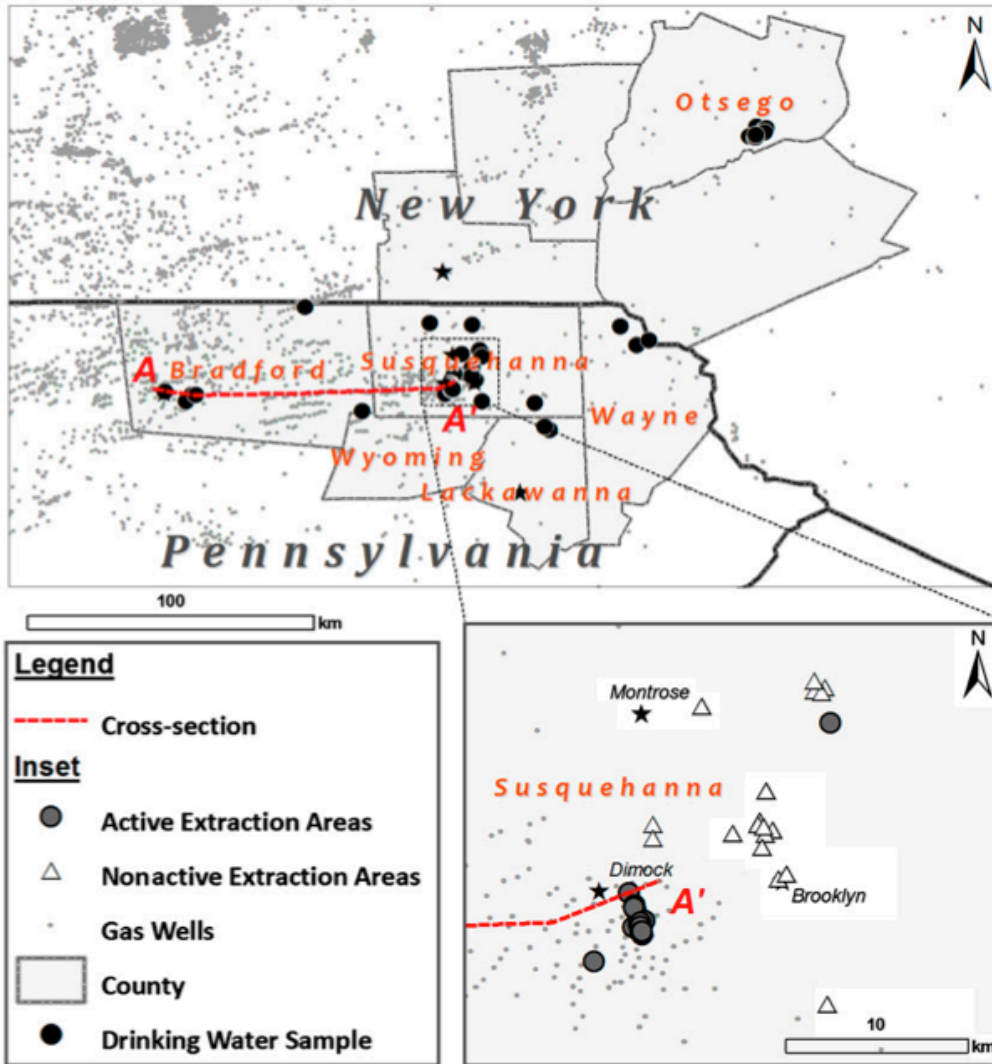 N
Otsego
New York
A
Bradford
Susquehanna
A'
Wayne
Wyoming
Lackawanna
Pennsylvania
100
km
Legend
Cross-section
Inset
Active Extraction Areas
Nonactive Extraction Areas
Gas Wells
County
Drinking Water Sample
N
Montrose
Susquehanna
Dimock
A'
Brooklyn
10
km